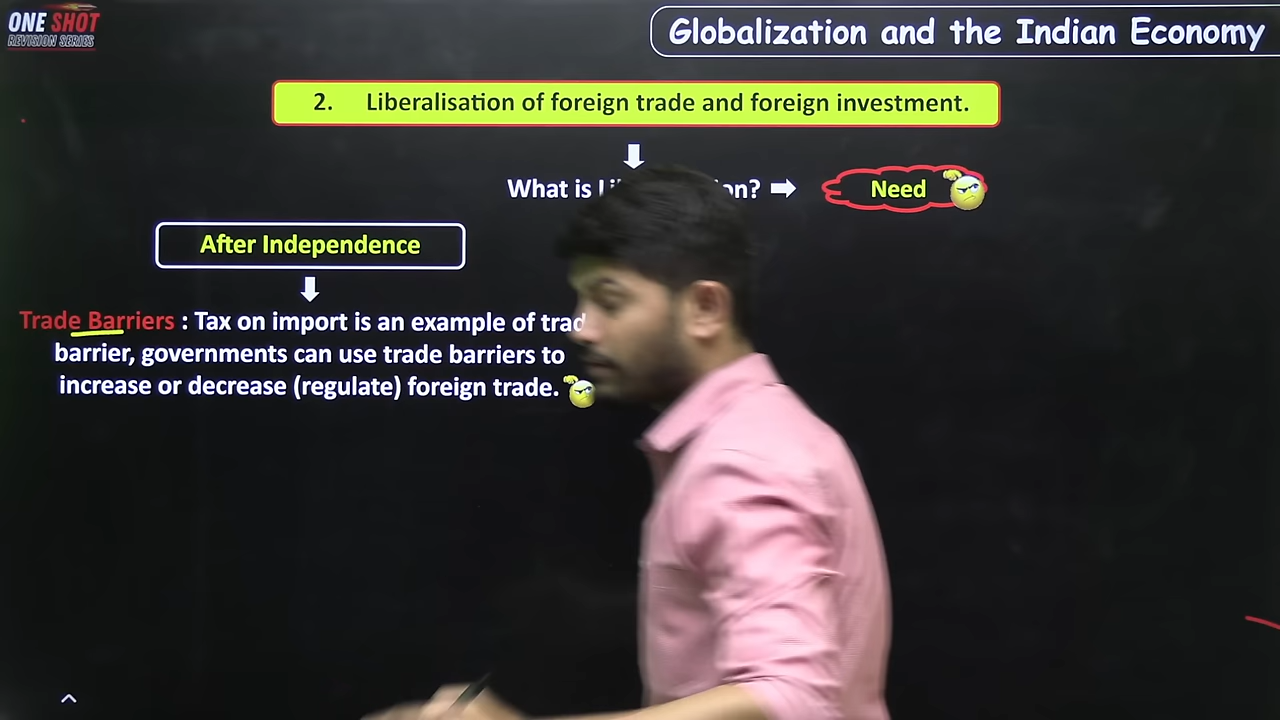 ONE SHOT
REVISION SERIES
Globalization and the Indian Economy
2. Liberalisation of foreign trade and foreign investment.
What is Li on?
Need
After Independence
Trade Barriers : Tax on import is an example of trad
barrier, governments can use trade barriers to
increase or decrease (regulate) foreign trade.